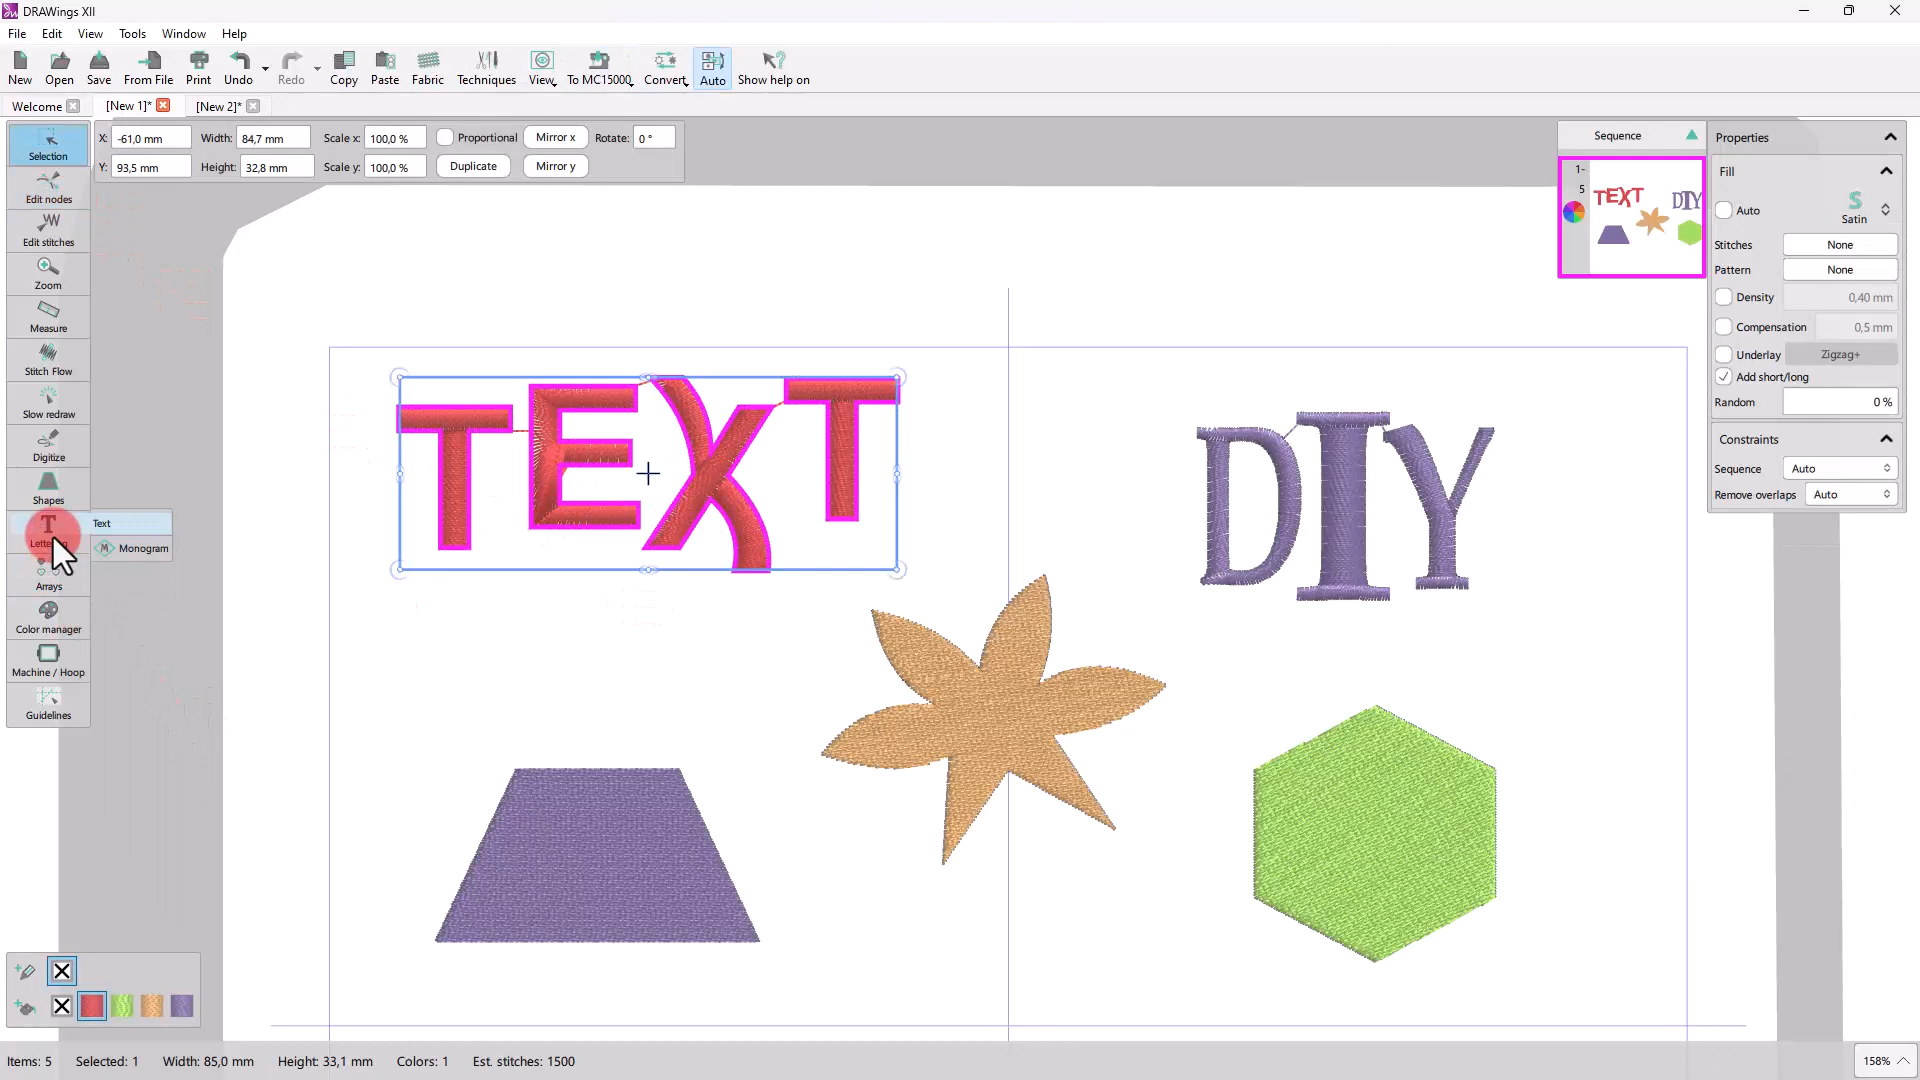 DRAWings XII
File Edit View Tools Window Help
New Open Save From File Print Undo Redo Copy Paste Fabric Techniques View To MC15000 Convert Auto Show help on
Welcome [New 1]* [New 2]*
X: -61,0 mm Width: 84,7 mm Scale x: 100,0 % Proportional Mirror x Rotate: 0 °
Y: 93,5 mm Height: 32,8 mm Scale y: 100,0 % Duplicate Mirror y
Selection
Edit nodes
Edit stitches
Zoom
Measure
Stitch Flow
Slow redraw
Digitize
Shapes
Text
Monogram
Arrays
Color manager
Machine / Hoop
Guidelines
TEXT
DIY
Sequence
1-
5
TEXT DIY
Properties
Fill
Auto Satin
Stitches None
Pattern None
Density 0,40 mm
Compensation 0,5 mm
Underlay Zigzag+
Add short/long
Random 0 %
Constraints
Sequence Auto
Remove overlaps Auto
Items: 5 Selected: 1 Width: 85,0 mm Height: 33,1 mm Colors: 1 Est. stitches: 1500
158%